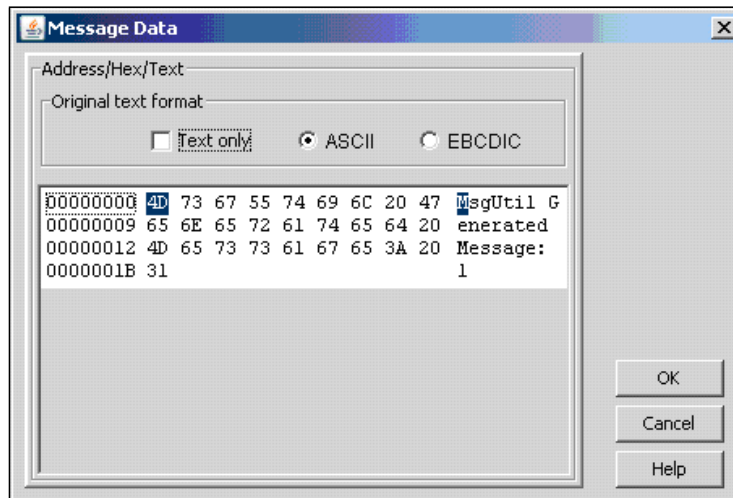 Message Data
Address/Hex/Text
Original text format
Text only ASCII EBCDIC
00000000 4D 73 67 55 74 69 6C 20 47 MsgUtil G
00000009 65 6E 65 72 61 74 65 64 20 enerated
00000012 4D 65 73 73 61 67 65 3A 20 Message:
0000001B 31 1
OK
Cancel
Help